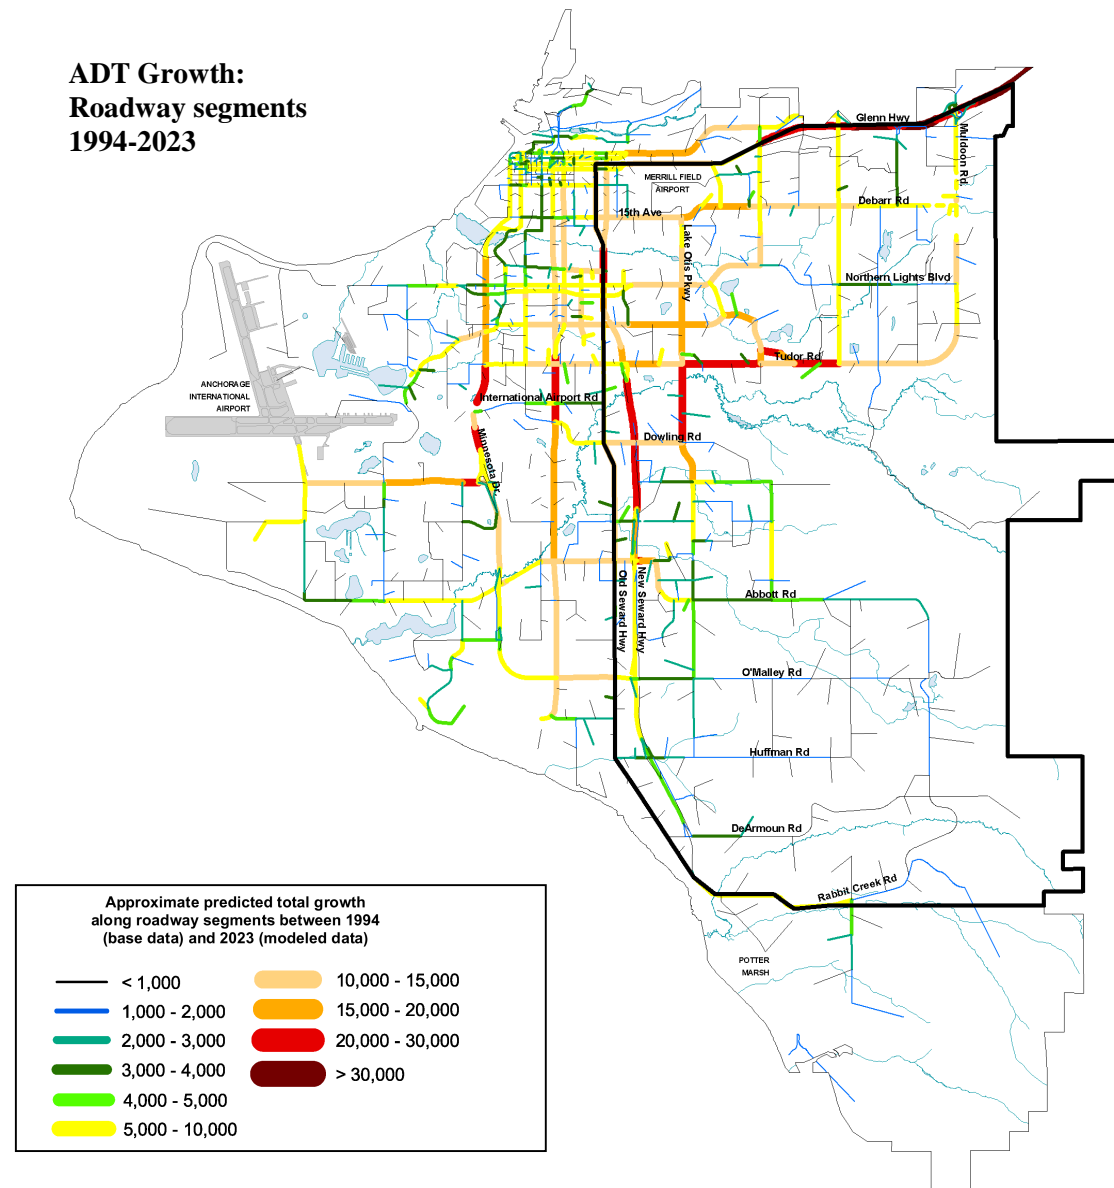 ADT Growth:
Roadway segments
1994-2023
Glenn Hwy
Muldoon Rd.
MERRILL FIELD
AIRPORT
Debarr Rd
15th Ave
Lake Otis Pkwy
Northern Lights Blvd
Tudor Rd
ANCHORAGE
INTERNATIONAL
AIRPORT
International Airport Rd
Minnesota Dr.
Dowling Rd
Old Seward Hwy
New Seward Hwy
Abbott Rd
O'Malley Rd
Huffman Rd
DeArmoun Rd
Rabbit Creek Rd
POTTER
MARSH
Approximate predicted total growth
along roadway segments between 1994
(base data) and 2023 (modeled data)
< 1,000
1,000 - 2,000
2,000 - 3,000
3,000 - 4,000
4,000 - 5,000
5,000 - 10,000
10,000 - 15,000
15,000 - 20,000
20,000 - 30,000
> 30,000